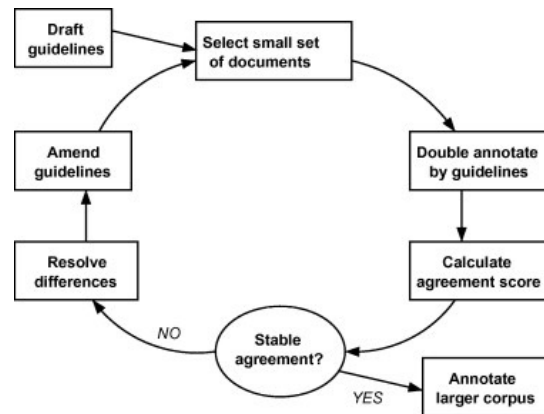 Draft
guidelines
Select small set
of documents
Amend
guidelines
Double annotate
by guidelines
Resolve
differences
Calculate
agreement score
NO
Stable
agreement?
YES
Annotate
larger corpus